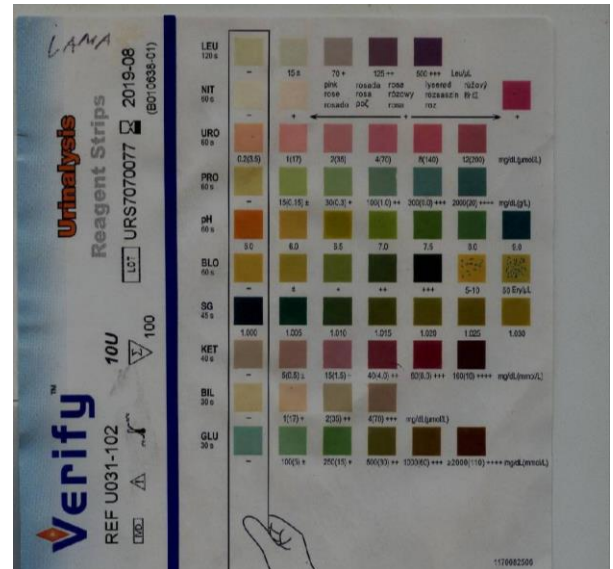 LAMA
Verify™
Urinalysis
Reagent Strips
REF U031-102
10U
IVD
Σ 100
LOT URS7070077
2019-08
(B010638-01)
LEU
120 s
– 15 ± 70 + 125 ++ 500 +++ Leu/µL
NIT
60 s
pink rosada rosa lyserød růžový
rose rosa różowy
rosado roz
– + + +
URO
60 s
0.2(3.5) 1(17) 2(35) 4(70) 8(140) 12(200) mg/dL(µmol/L)
PRO
60 s
– 15(0.15) ± 30(0.3) + 100(1.0) ++ 300(3.0) +++ 2000(20) ++++ mg/dL(g/L)
pH
60 s
5.0 6.0 6.5 7.0 7.5 8.0 9.0
BLO
60 s
– ± + ++ +++ 5-10 50 Ery/µL
SG
45 s
1.000 1.005 1.010 1.015 1.020 1.025 1.030
KET
40 s
– 5(0.5) ± 15(1.5) + 40(4.0) ++ 80(8.0) +++ 160(16) ++++ mg/dL(mmol/L)
BIL
30 s
– 1(17) + 2(35) ++ 4(70) +++ mg/dL(µmol/L)
GLU
30 s
– 100(5) ± 250(15) + 500(30) ++ 1000(60) +++ ≥2000(110) ++++ mg/dL(mmol/L)
1170082500